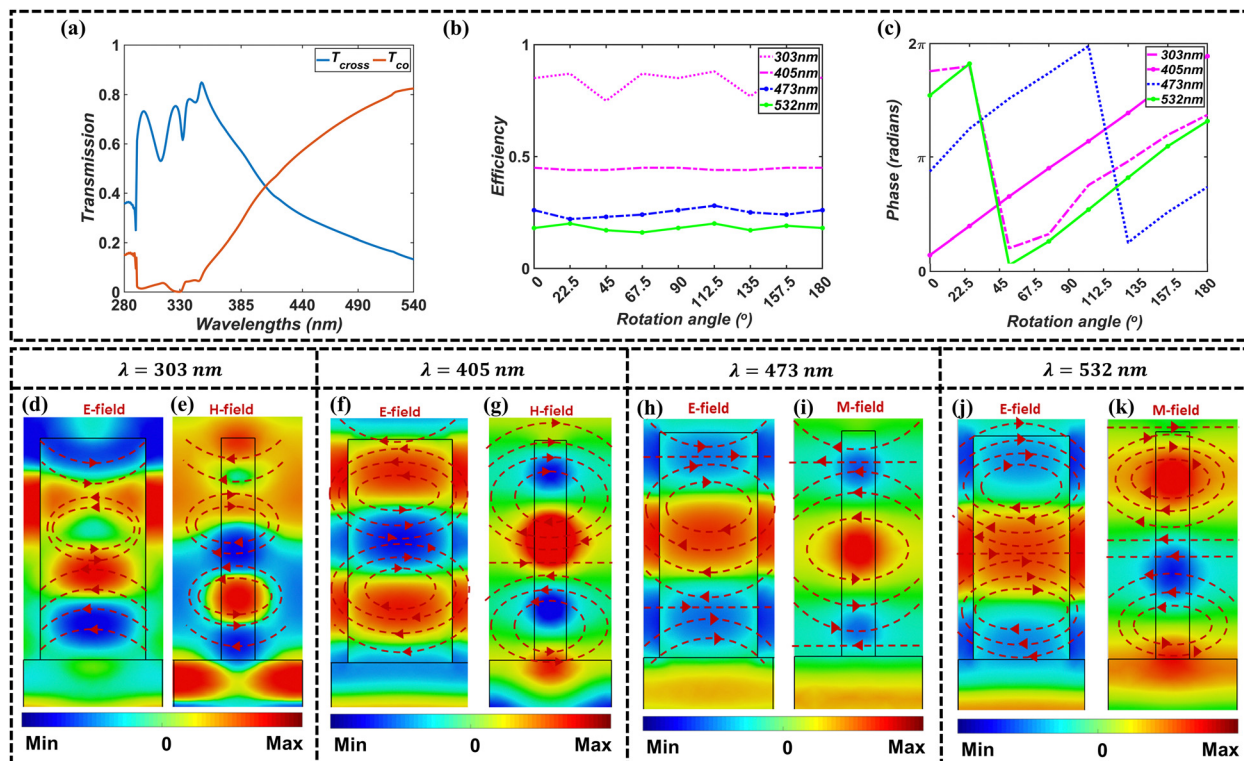 (a)
Transmission
1
0.8
0.6
0.4
0.2
0
T_cross T_co
280 330 385 440 490 540
Wavelengths (nm)
(b)
Efficiency
1
0.5
0
303nm
405nm
473nm
532nm
0 22.5 45 67.5 90 112.5 135 157.5 180
Rotation angle (º)
(c)
Phase (radians)
2π
π
0
303nm
405nm
473nm
532nm
0 22.5 45 67.5 90 112.5 135 157.5 180
Rotation angle (º)
λ = 303 nm
λ = 405 nm
λ = 473 nm
λ = 532 nm
(d) E-field
(e) H-field
(f) E-field
(g) H-field
(h) E-field
(i) M-field
(j) E-field
(k) M-field
Min 0 Max
Min 0 Max
Min 0 Max
Min 0 Max